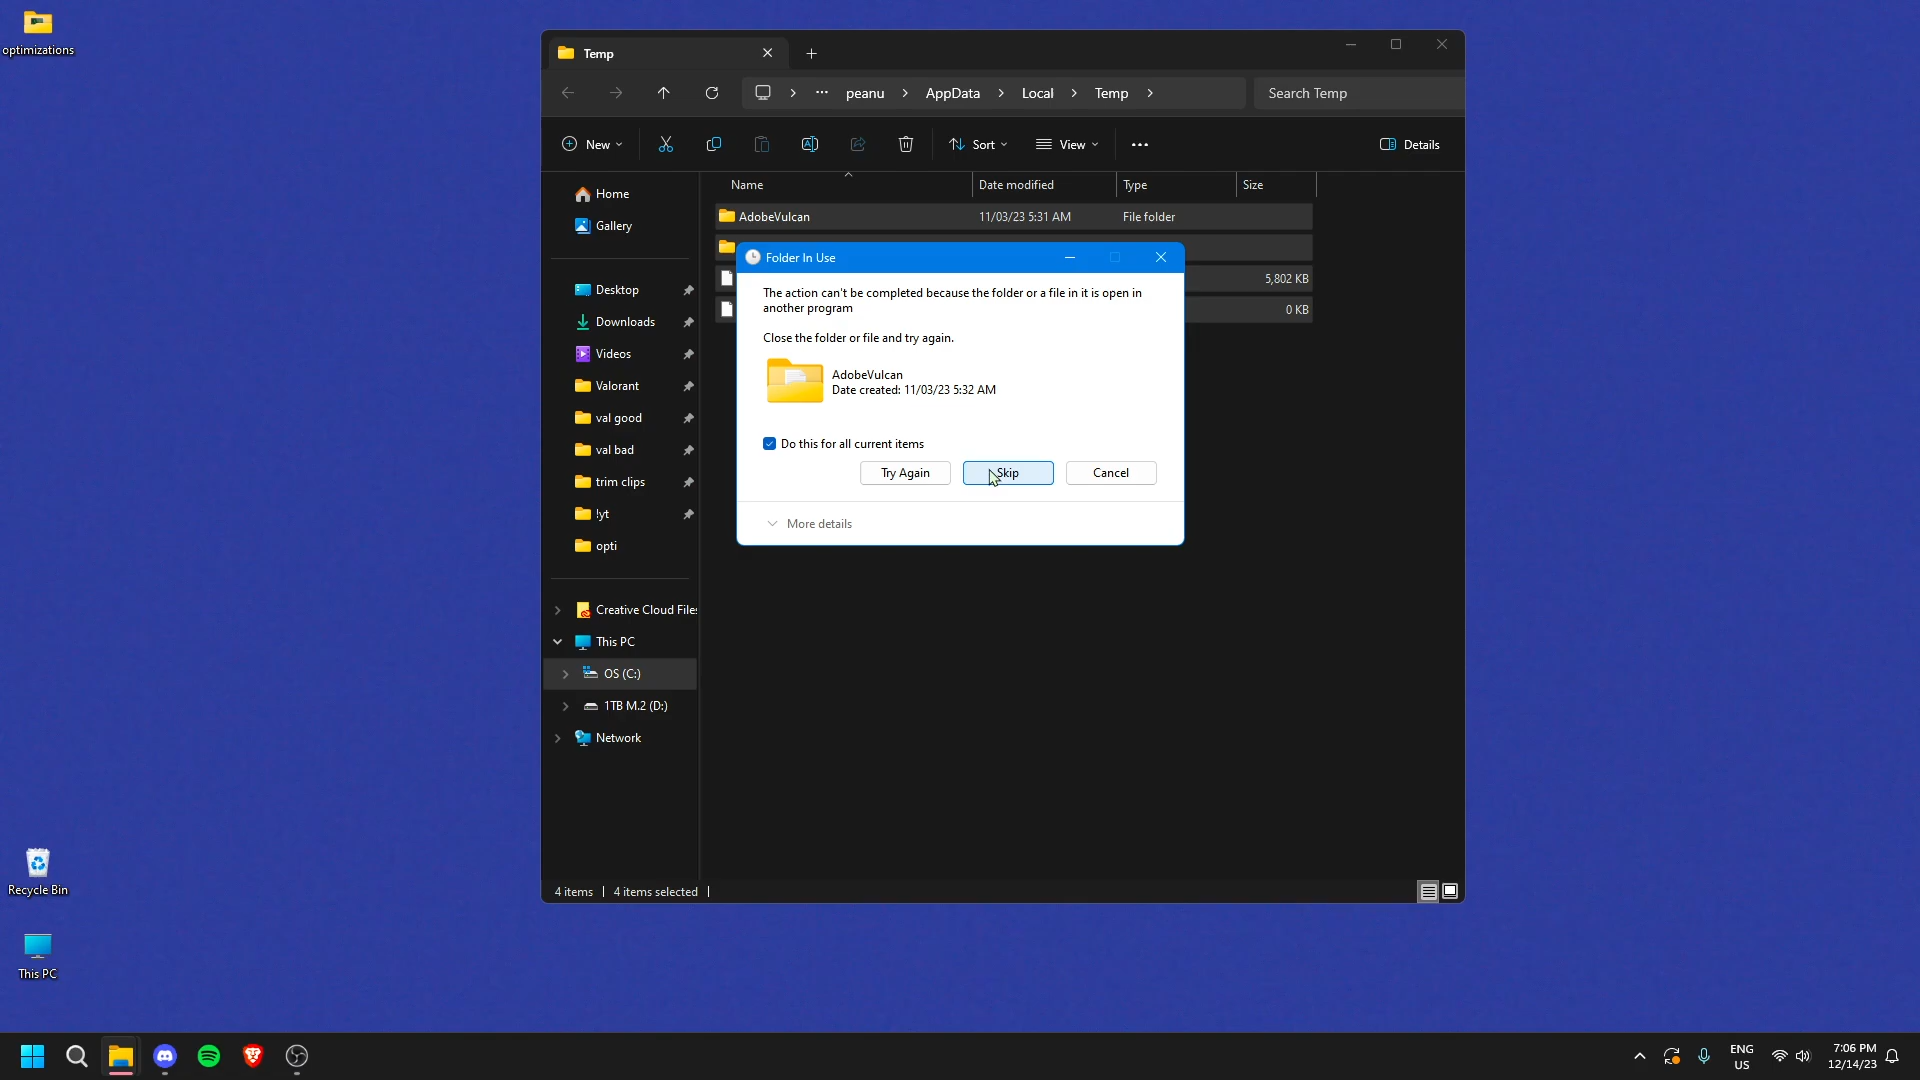 optimizations
Temp
peanu
AppData
Local
Temp
Search Temp
New
Sort
View
Details
Home
Gallery
Desktop
Downloads
Videos
Valorant
val good
val bad
trim clips
!yt
opti
Creative Cloud Files
This PC
OS (C:)
1TB M.2 (D:)
Network
Name
Date modified
Type
Size
AdobeVulcan
11/03/23 5:31 AM
File folder
5,802 KB
0 KB
Folder In Use
The action can't be completed because the folder or a file in it is open in
another program
Close the folder or file and try again.
AdobeVulcan
Date created: 11/03/23 5:32 AM
Do this for all current items
Try Again
Skip
Cancel
More details
4 items
4 items selected
Recycle Bin
This PC
ENG
US
7:06 PM
12/14/23